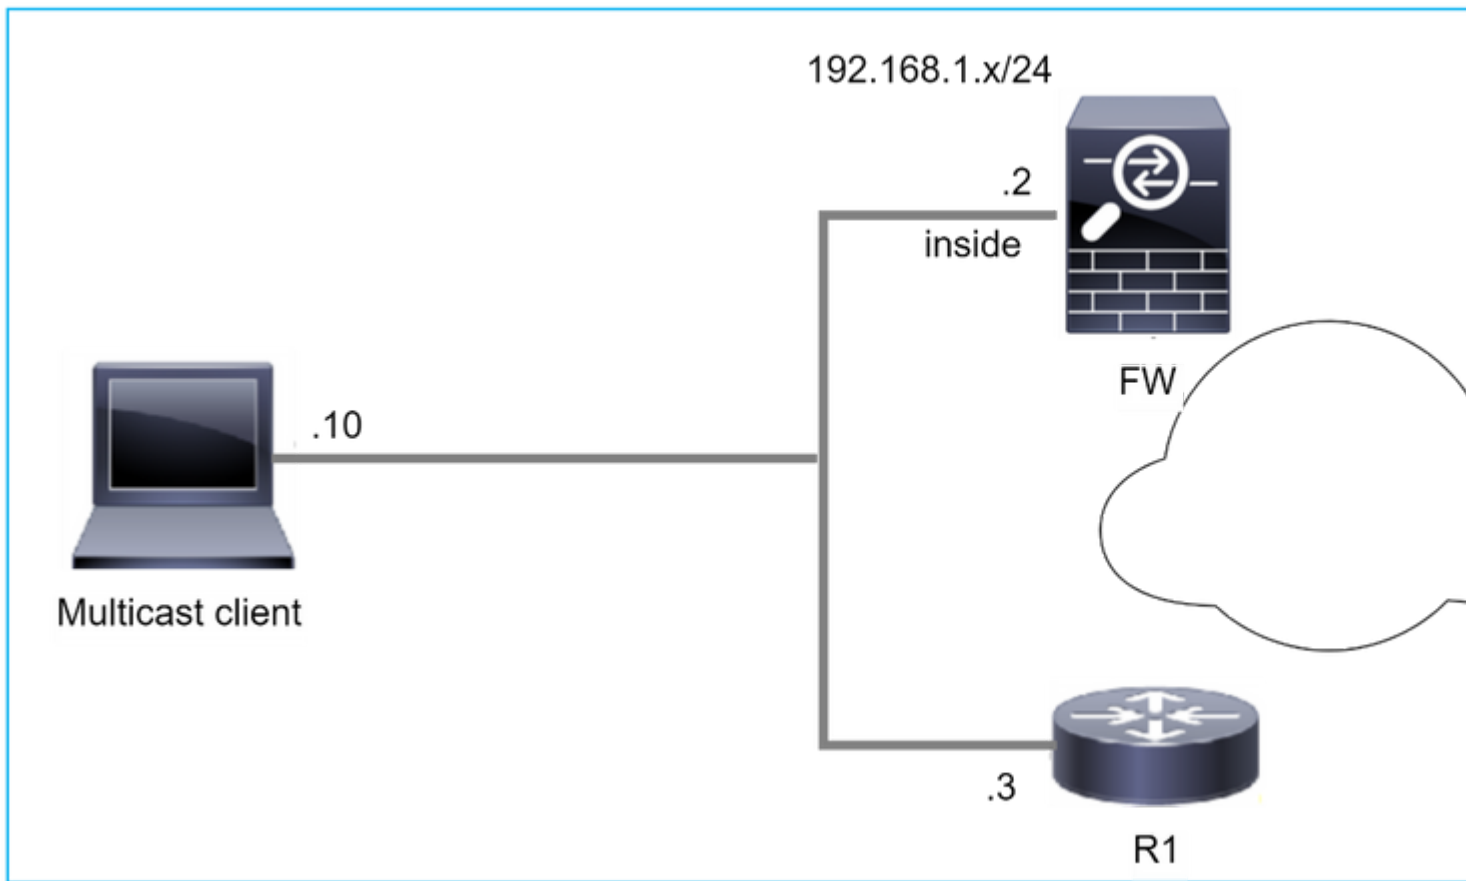 192.168.1.x/24
.2
inside
FW
.10
Multicast client
.3
R1